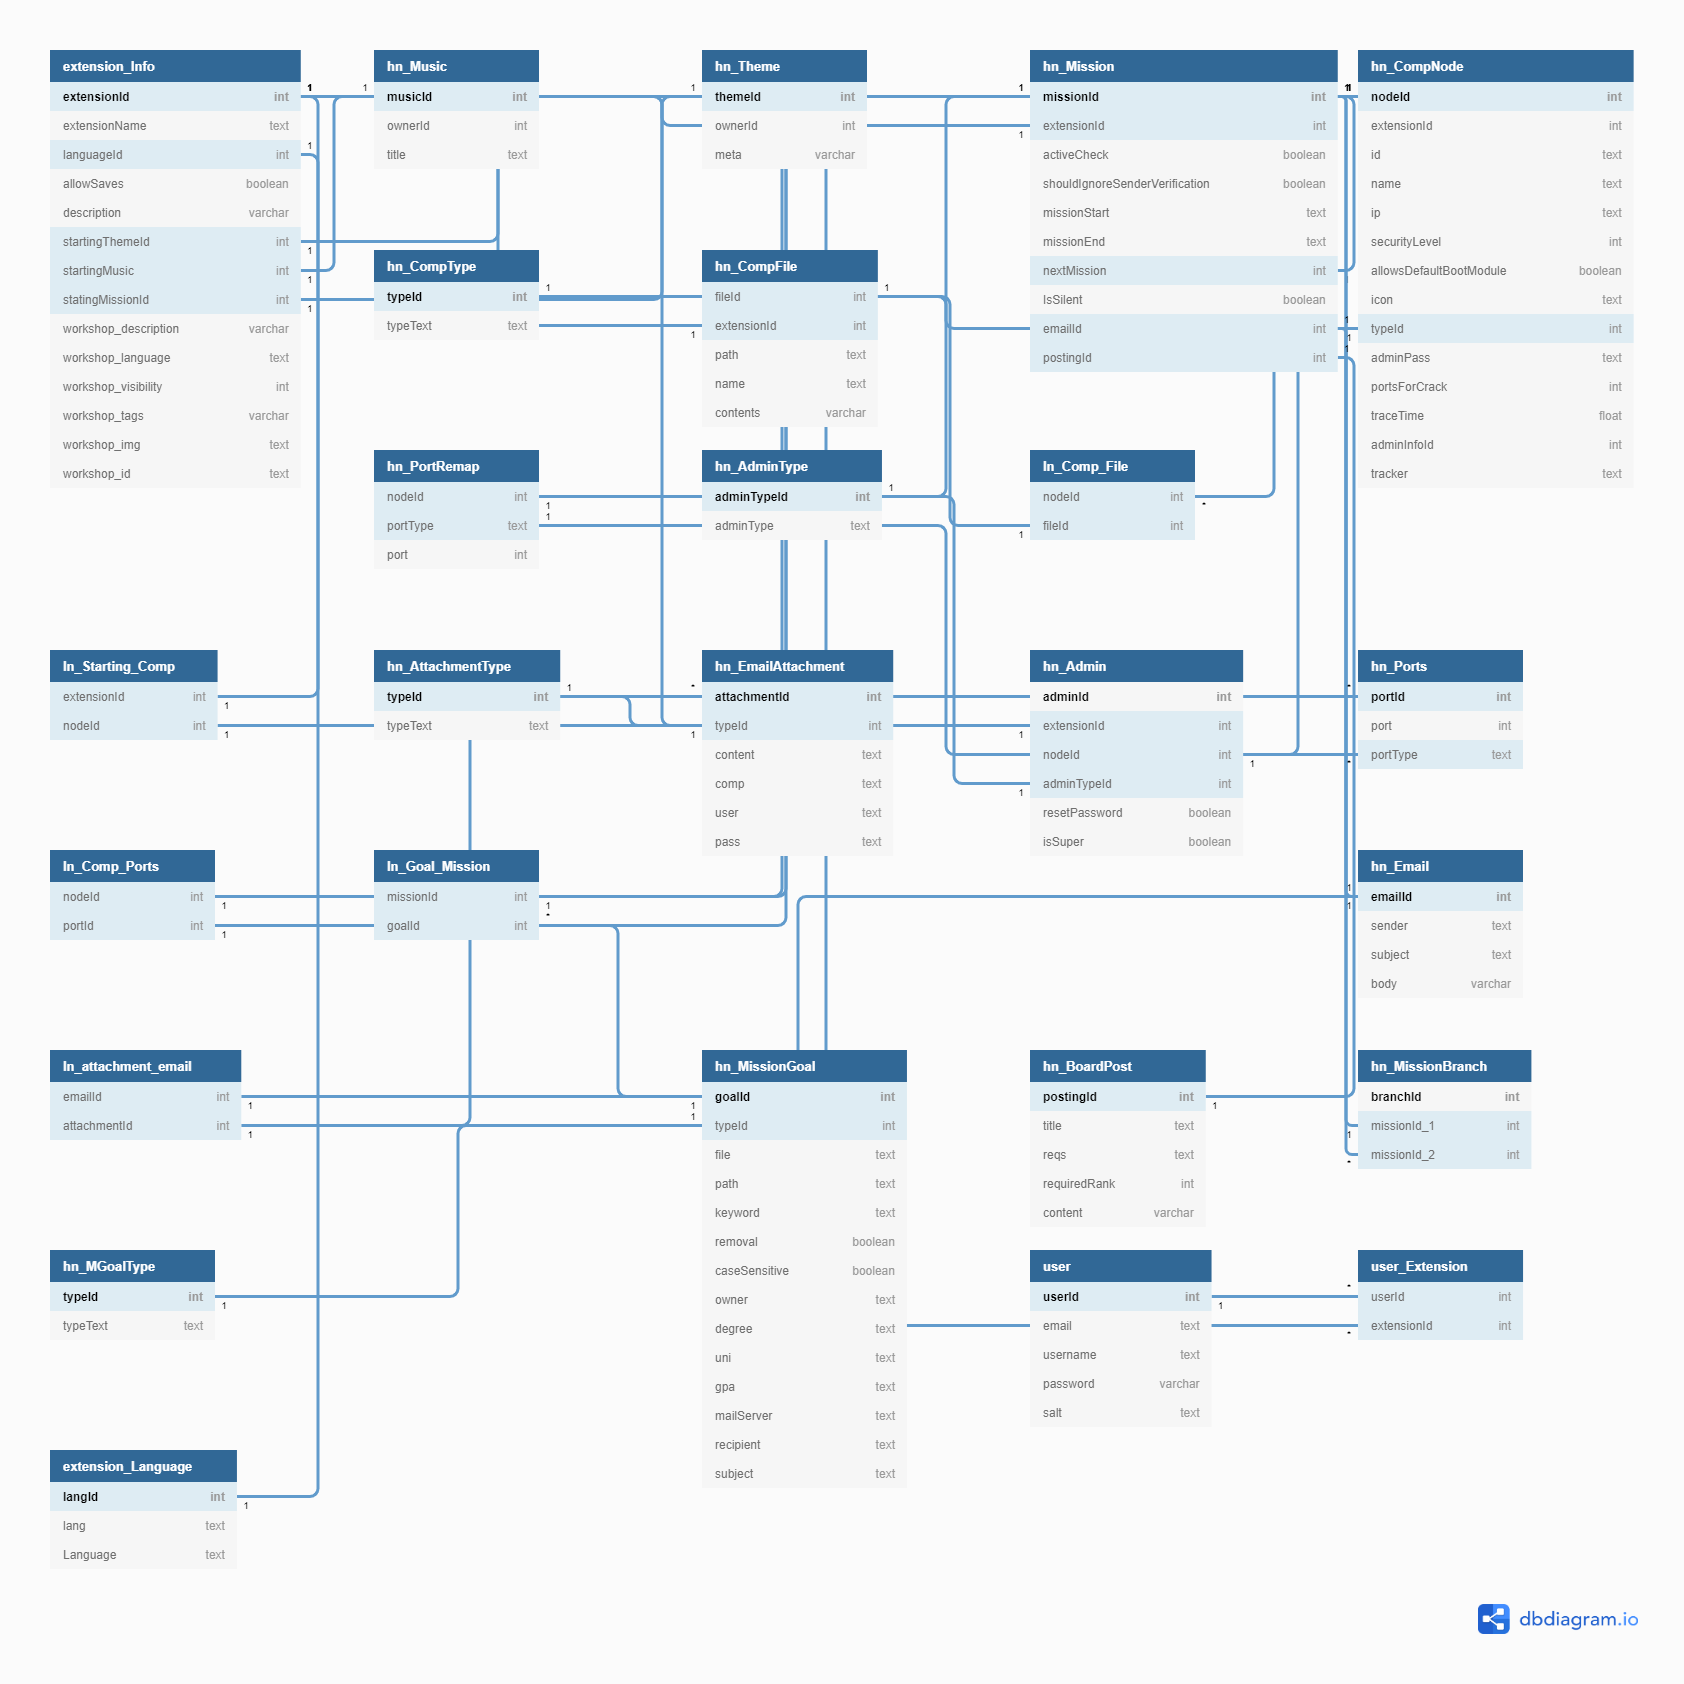 extension_Info
extensionId int
extensionName text
languageId int
allowSaves boolean
description varchar
startingThemeId int
startingMusic int
statingMissionId int
workshop_description varchar
workshop_language text
workshop_visibility int
workshop_tags varchar
workshop_img text
workshop_id text
hn_Music
musicId int
ownerId int
title text
hn_Theme
themeId int
ownerId int
meta varchar
hn_Mission
missionId int
extensionId int
activeCheck boolean
shouldIgnoreSenderVerification boolean
missionStart text
missionEnd text
nextMission int
IsSilent boolean
emailId int
postingId int
hn_CompNode
nodeId int
extensionId int
id text
name text
ip text
securityLevel int
allowsDefaultBootModule boolean
icon text
typeId int
adminPass text
portsForCrack int
traceTime float
adminInfoId int
tracker text
hn_CompType
typeId int
typeText text
hn_CompFile
fileId int
extensionId int
path text
name text
contents varchar
hn_PortRemap
nodeId int
portType text
port int
hn_AdminType
adminTypeId int
adminType text
ln_Comp_File
nodeId int
fileId int
ln_Starting_Comp
extensionId int
nodeId int
hn_AttachmentType
typeId int
typeText text
hn_EmailAttachment
attachmentId int
typeId int
content text
comp text
user text
pass text
hn_Admin
adminId int
extensionId int
nodeId int
adminTypeId int
resetPassword boolean
isSuper boolean
hn_Ports
portId int
port int
portType text
ln_Comp_Ports
nodeId int
portId int
ln_Goal_Mission
missionId int
goalId int
hn_Email
emailId int
sender text
subject text
body varchar
ln_attachment_email
emailId int
attachmentId int
hn_MissionGoal
goalId int
typeId int
file text
path text
keyword text
removal boolean
caseSensitive boolean
owner text
degree text
uni text
gpa text
mailServer text
recipient text
subject text
hn_BoardPost
postingId int
title text
reqs text
requiredRank int
content varchar
hn_MissionBranch
branchId int
missionId_1 int
missionId_2 int
hn_MGoalType
typeId int
typeText text
user
userId int
email text
username text
password varchar
salt text
user_Extension
userId int
extensionId int
extension_Language
langId int
lang text
Language text
dbdiagram.io